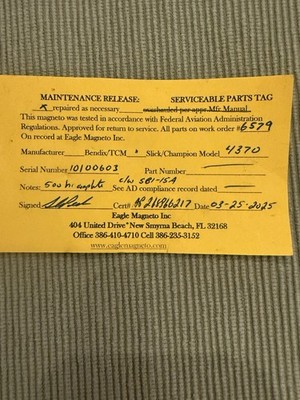 MAINTENANCE RELEASE: SERVICEABLE PARTS TAG
x repaired as necessary overhauled per appr. Mfr Manual
This magneto was tested in accordance with Federal Aviation Administration
Regulations. Approved for return to service. All parts on work order #6579
On record at Eagle Magneto Inc.
Manufacturer Bendix/TCM x Slick/Champion Model 4370
Serial Number 10100603 Part Number
c/w SB1-15A
Notes: 500 hr complete See AD compliance record dated
Signed Cert# Date 03-25-2025
Eagle Magneto Inc
404 United Drive New Smyrna Beach, FL 32168
Office 386-410-4710 Cell 386-235-3152
www.eaglemagneto.com